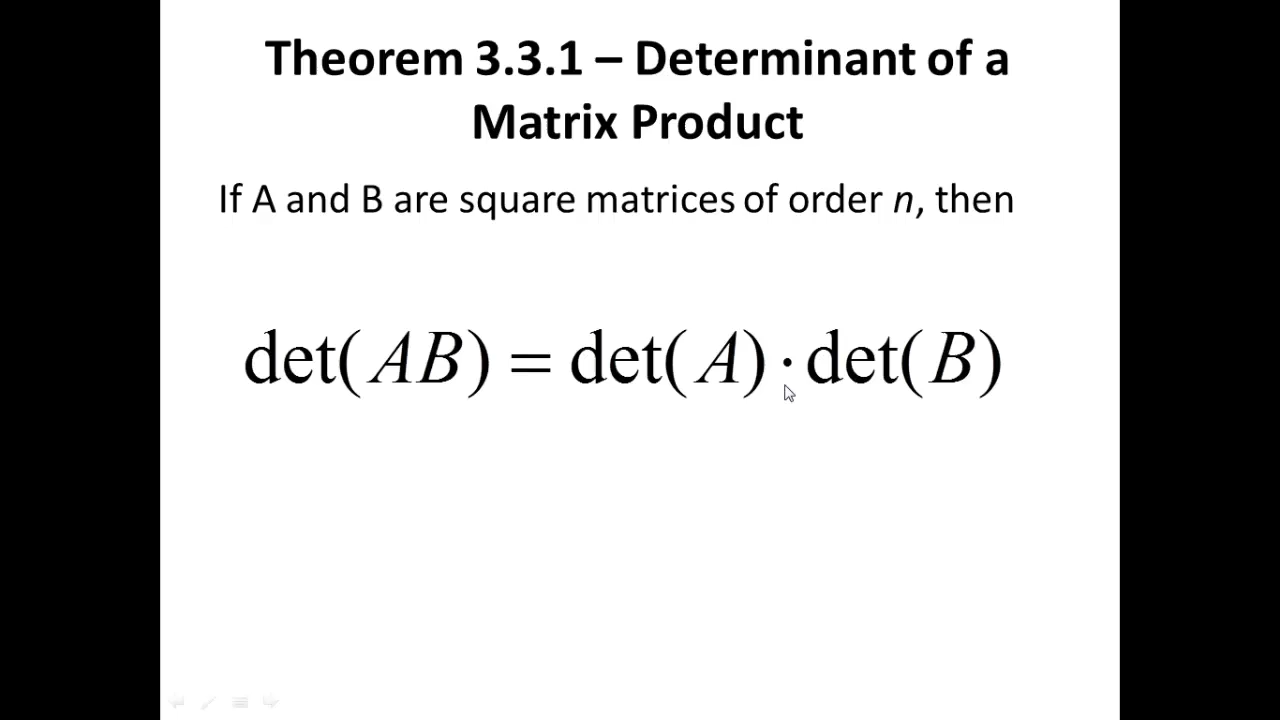 Theorem 3.3.1 – Determinant of a
Matrix Product
If A and B are square matrices of order n, then
det(AB) = det(A)·det(B)